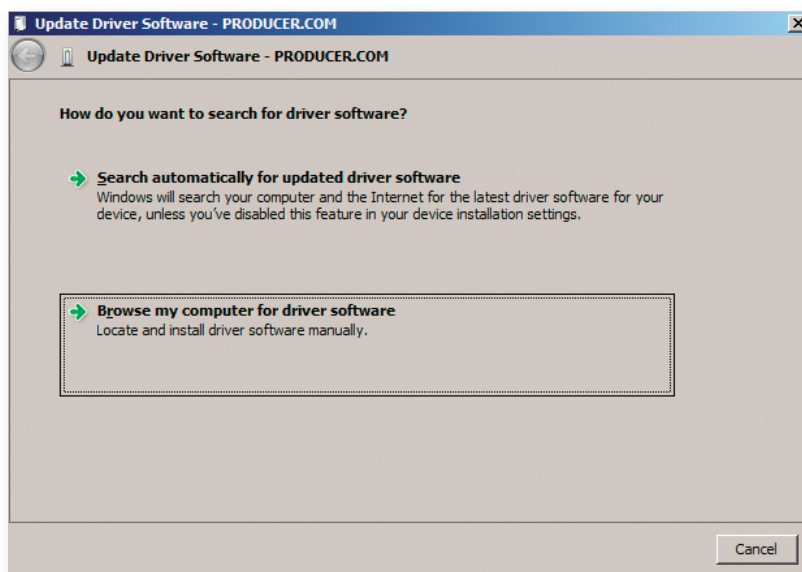 Update Driver Software - PRODUCER.COM
Update Driver Software - PRODUCER.COM
How do you want to search for driver software?
Search automatically for updated driver software
Windows will search your computer and the Internet for the latest driver software for your
device, unless you've disabled this feature in your device installation settings.
Browse my computer for driver software
Locate and install driver software manually.
Cancel